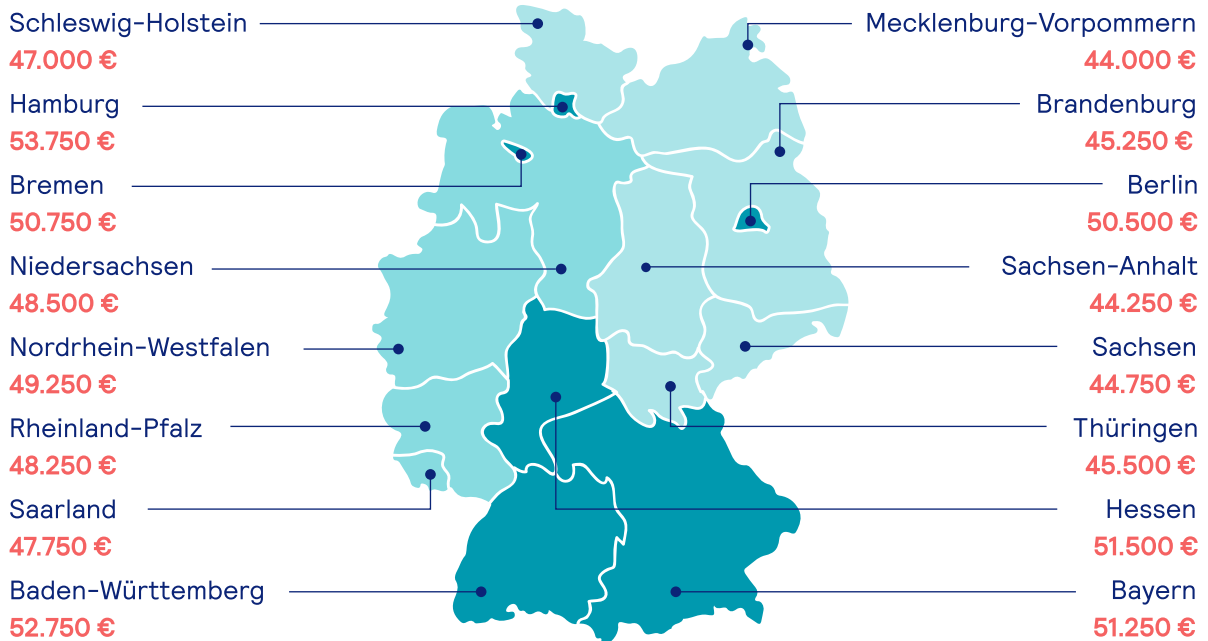 Schleswig-Holstein
47.000 €
Hamburg
53.750 €
Bremen
50.750 €
Niedersachsen
48.500 €
Nordrhein-Westfalen
49.250 €
Rheinland-Pfalz
48.250 €
Saarland
47.750 €
Baden-Württemberg
52.750 €
Mecklenburg-Vorpommern
44.000 €
Brandenburg
45.250 €
Berlin
50.500 €
Sachsen-Anhalt
44.250 €
Sachsen
44.750 €
Thüringen
45.500 €
Hessen
51.500 €
Bayern
51.250 €